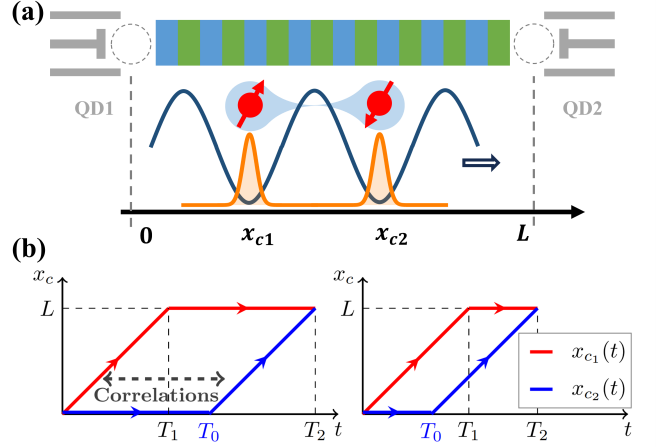 (a)
QD1
QD2
0
x_{c1}
x_{c2}
L
(b)
x_c
L
Correlations
T_1
T_0
T_2
t
x_c
L
T_0
T_1
T_2
t
x_{c_1}(t)
x_{c_2}(t)